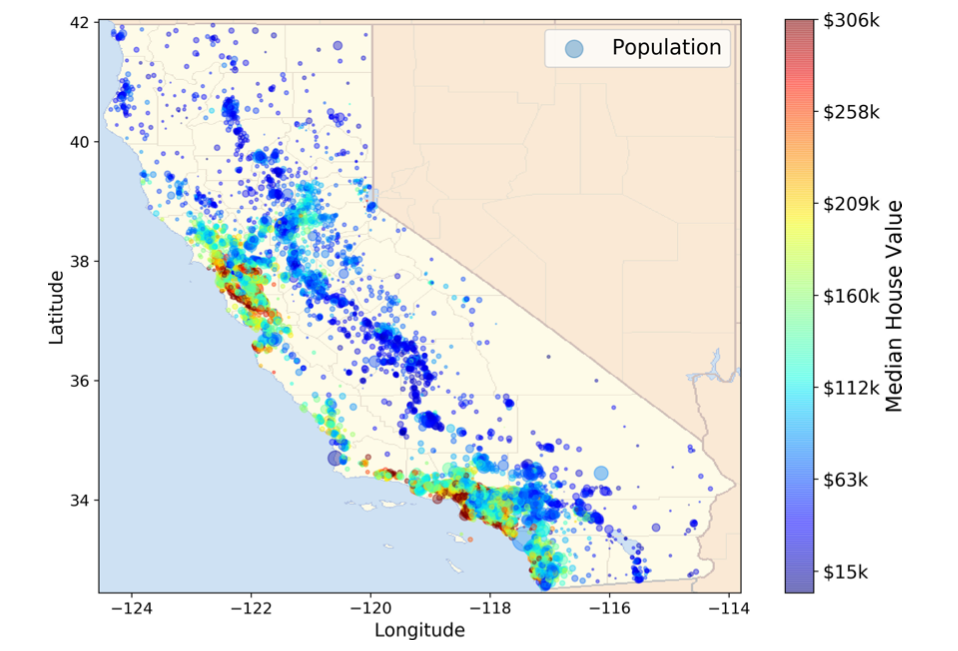 Population
42
40
38
36
34
Latitude
−124
−122
−120
−118
−116
−114
Longitude
$306k
$258k
$209k
$160k
$112k
$63k
$15k
Median House Value